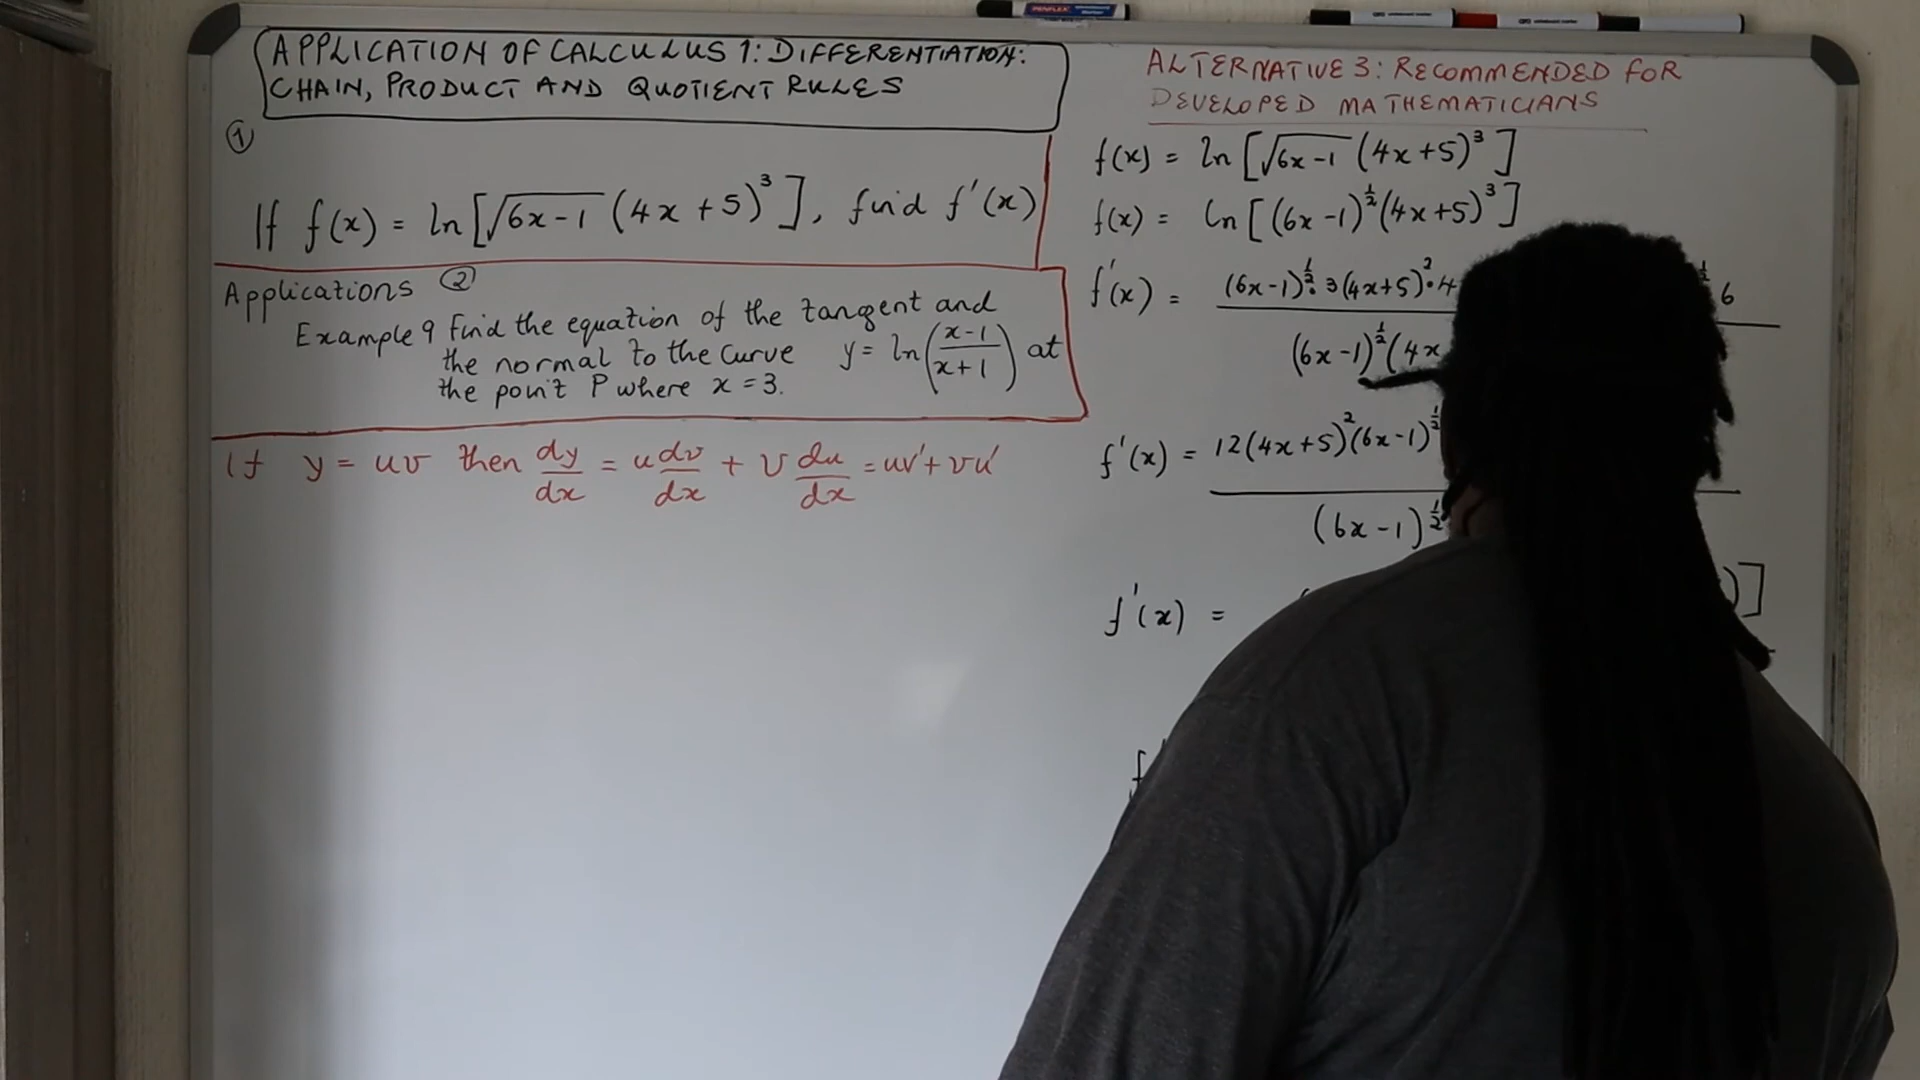 APPLICATION OF CALCULUS 1: DIFFERENTIATION:
CHAIN, PRODUCT AND QUOTIENT RULES
①
If f(x) = ln[√6x-1 (4x+5)³], find f'(x)
Applications ②
Example 9 Find the equation of the tangent and
the normal to the curve y = ln((x-1)/(x+1)) at
the point P where x = 3.
If y = uv then dy/dx = u dv/dx + v du/dx = uv' + vu'
ALTERNATIVE 3: RECOMMENDED FOR
DEVELOPED MATHEMATICIANS
f(x) = ln[√6x-1 (4x+5)³]
f(x) = ln[(6x-1)^½(4x+5)³]
f'(x) = (6x-1)^½·3(4x+5)²·4 6
(6x-1)^½(4x
f'(x) = 12(4x+5)²(6x-1)^½
(6x-1)^½
f'(x) = )]
f